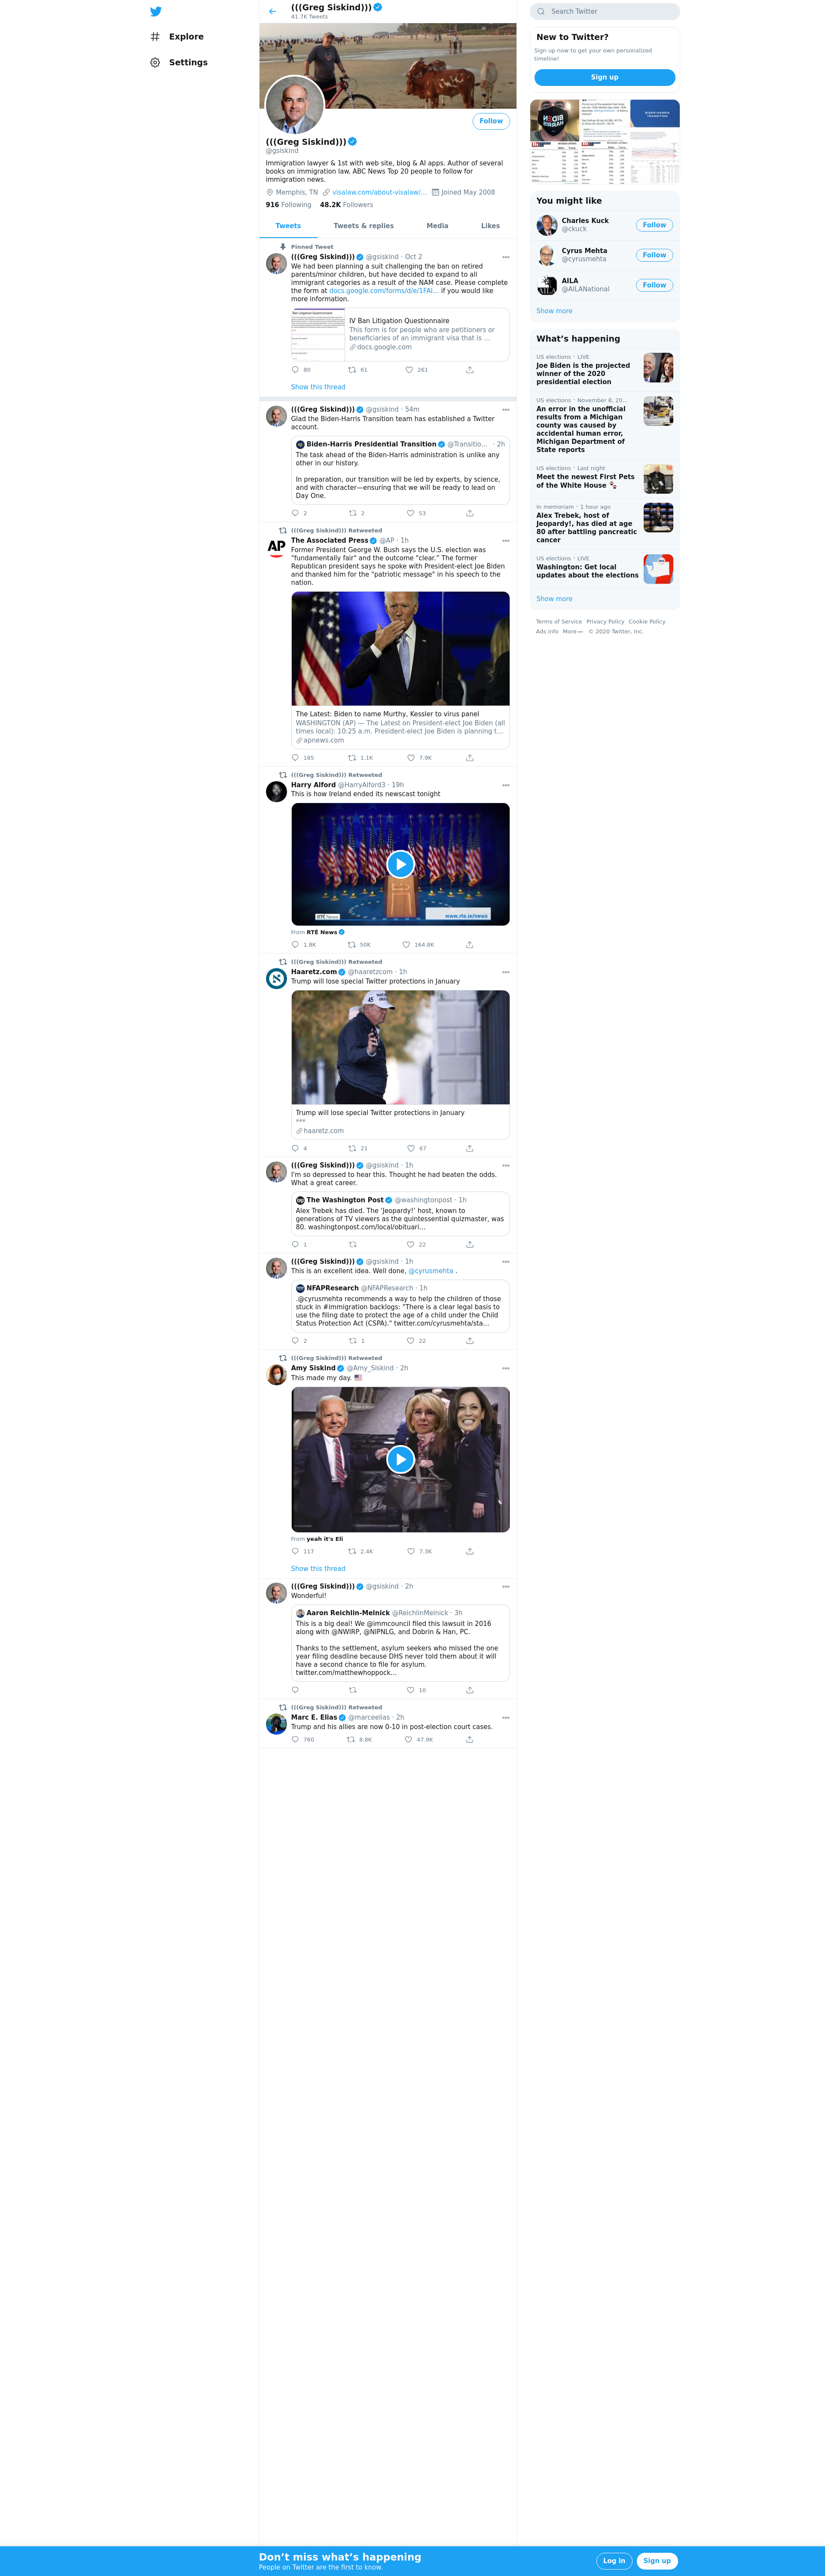 (((Greg Siskind)))
41.7K Tweets
Explore
Settings
Follow
(((Greg Siskind)))
@gsiskind
Immigration lawyer & 1st with web site, blog & AI apps. Author of several
books on immigration law. ABC News Top 20 people to follow for
immigration news.
Memphis, TN visalaw.com/about-visalaw/... Joined May 2008
916 Following 48.2K Followers
Tweets Tweets & replies Media Likes
Pinned Tweet
(((Greg Siskind))) @gsiskind · Oct 2
We had been planning a suit challenging the ban on retired
parents/minor children, but have decided to expand to all
immigrant categories as a result of the NAM case. Please complete
the form at docs.google.com/forms/d/e/1FAI... if you would like
more information.
IV Ban Litigation Questionnaire
This form is for people who are petitioners or
beneficiaries of an immigrant visa that is ...
docs.google.com
80 61 261
Show this thread
(((Greg Siskind))) @gsiskind · 54m
Glad the Biden-Harris Transition team has established a Twitter
account.
Biden-Harris Presidential Transition @Transitio... · 2h
The task ahead of the Biden-Harris administration is unlike any
other in our history.
In preparation, our transition will be led by experts, by science,
and with character—ensuring that we will be ready to lead on
Day One.
2 2 53
(((Greg Siskind))) Retweeted
AP
The Associated Press @AP · 1h
Former President George W. Bush says the U.S. election was
"fundamentally fair" and the outcome "clear." The former
Republican president says he spoke with President-elect Joe Biden
and thanked him for the "patriotic message" in his speech to the
nation.
The Latest: Biden to name Murthy, Kessler to virus panel
WASHINGTON (AP) — The Latest on President-elect Joe Biden (all
times local): 10:25 a.m. President-elect Joe Biden is planning t...
apnews.com
185 1.1K 7.9K
(((Greg Siskind))) Retweeted
Harry Alford @HarryAlford3 · 19h
This is how Ireland ended its newscast tonight
RTÉ News
www.rte.ie/news
From RTÉ News
1.8K 50K 164.8K
(((Greg Siskind))) Retweeted
Haaretz.com @haaretzcom · 1h
Trump will lose special Twitter protections in January
45
Trump will lose special Twitter protections in January
***
haaretz.com
4 21 67
(((Greg Siskind))) @gsiskind · 1h
I'm so depressed to hear this. Thought he had beaten the odds.
What a great career.
The Washington Post @washingtonpost · 1h
Alex Trebek has died. The 'Jeopardy!' host, known to
generations of TV viewers as the quintessential quizmaster, was
80. washingtonpost.com/local/obituari...
1 22
(((Greg Siskind))) @gsiskind · 1h
This is an excellent idea. Well done, @cyrusmehta .
NFAPResearch @NFAPResearch · 1h
.@cyrusmehta recommends a way to help the children of those
stuck in #immigration backlogs: "There is a clear legal basis to
use the filing date to protect the age of a child under the Child
Status Protection Act (CSPA)." twitter.com/cyrusmehta/sta...
2 1 22
(((Greg Siskind))) Retweeted
Amy Siskind @Amy_Siskind · 2h
This made my day.
From yeah it's Eli
117 2.4K 7.3K
Show this thread
(((Greg Siskind))) @gsiskind · 2h
Wonderful!
Aaron Reichlin-Melnick @ReichlinMelnick · 3h
This is a big deal! We @immcouncil filed this lawsuit in 2016
along with @NWIRP, @NIPNLG, and Dobrin & Han, PC.
Thanks to the settlement, asylum seekers who missed the one
year filing deadline because DHS never told them about it will
have a second chance to file for asylum.
twitter.com/matthewhoppock...
10
(((Greg Siskind))) Retweeted
Marc E. Elias @marceelias · 2h
Trump and his allies are now 0-10 in post-election court cases.
760 8.8K 47.9K
Search Twitter
New to Twitter?
Sign up now to get your own personalized
timeline!
Sign up
BIDEN
HARRIS
BIDEN-HARRIS
TRANSITION
You might like
Charles Kuck
@ckuck
Follow
Cyrus Mehta
@cyrusmehta
Follow
AILA
@AILANational
Follow
Show more
What's happening
US elections · LIVE
Joe Biden is the projected
winner of the 2020
presidential election
US elections · November 8, 20...
An error in the unofficial
results from a Michigan
county was caused by
accidental human error,
Michigan Department of
State reports
US elections · Last night
Meet the newest First Pets
of the White House
In memoriam · 1 hour ago
Alex Trebek, host of
Jeopardy!, has died at age
80 after battling pancreatic
cancer
US elections · LIVE
Washington: Get local
updates about the elections
Show more
Terms of Service Privacy Policy Cookie Policy
Ads info More © 2020 Twitter, Inc.
Don't miss what's happening
People on Twitter are the first to know.
Log in Sign up